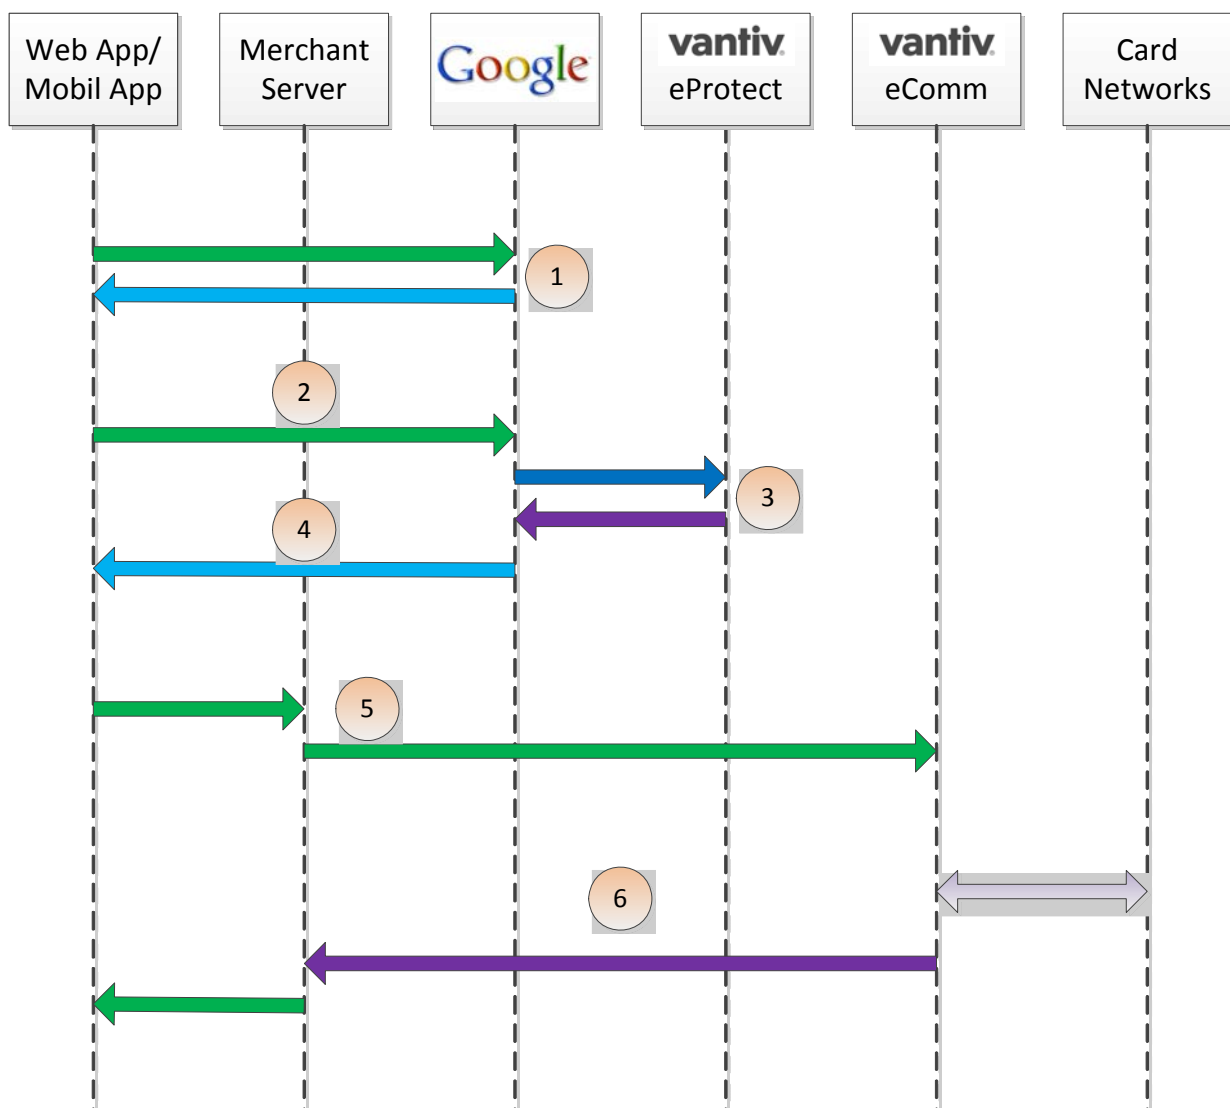 Web App/
Mobil App
Merchant
Server
Google
vantiv
eProtect
vantiv
eComm
Card
Networks
1
2
3
4
5
6